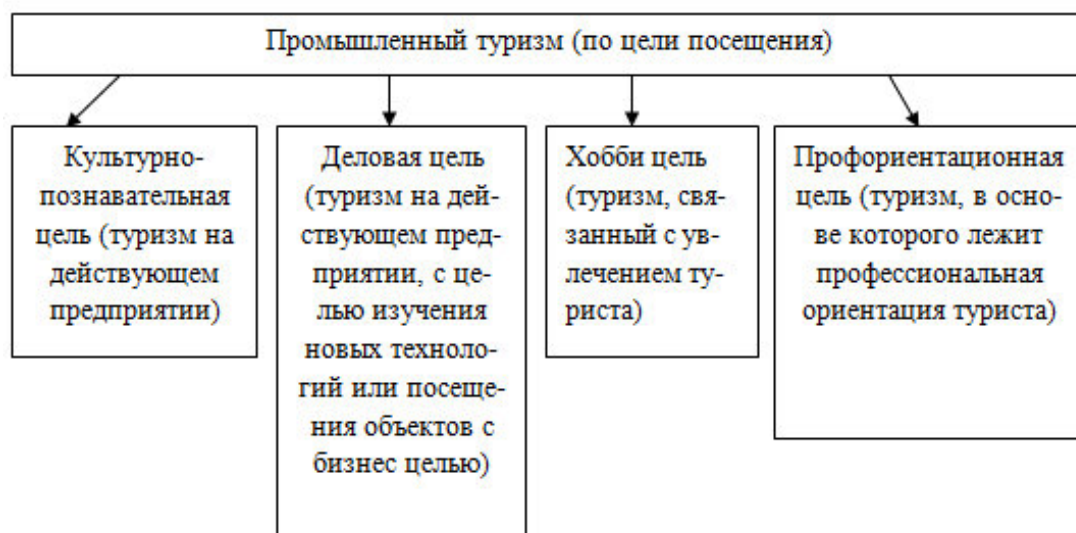 Промышленный туризм (по цели посещения)
Культурно-
познавательная
цель (туризм на
действующем
предприятии)
Деловая цель
(туризм на дей-
ствующем пред-
приятии, с це-
лью изучения
новых техноло-
гий или посеще-
ния объектов с
бизнес целью)
Хобби цель
(туризм, свя-
занный с ув-
лечением ту-
риста)
Профориентационная
цель (туризм, в осно-
ве которого лежит
профессиональная
ориентация туриста)